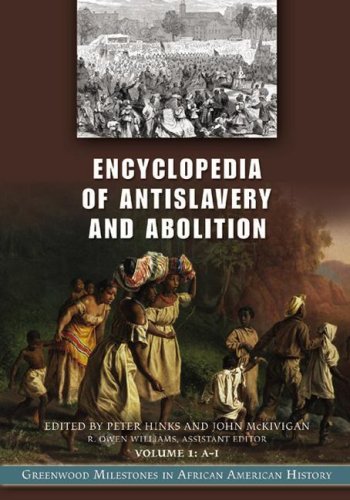 ENCYCLOPEDIA
OF ANTISLAVERY
AND ABOLITION
EDITED BY PETER HINKS AND JOHN MCKIVIGAN
R. OWEN WILLIAMS, ASSISTANT EDITOR
VOLUME 1: A–I
GREENWOOD MILESTONES IN AFRICAN AMERICAN HISTORY